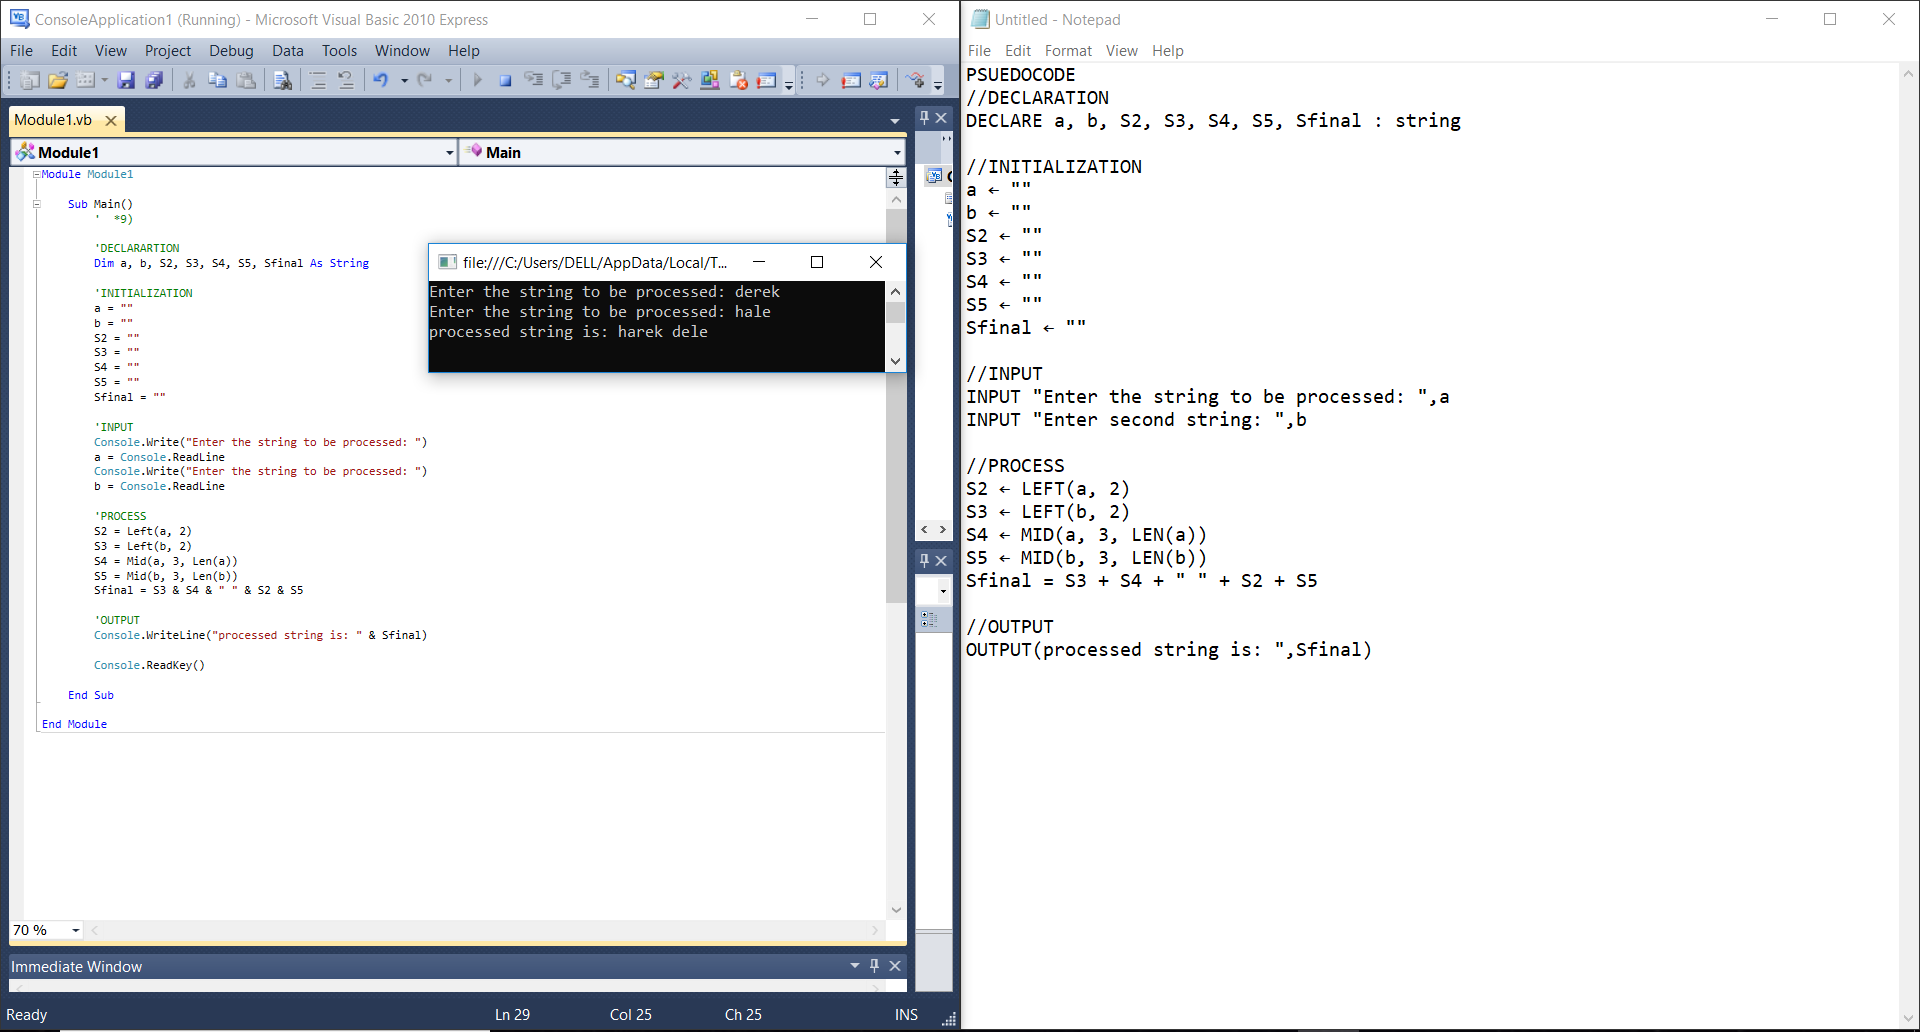 ConsoleApplication1 (Running) - Microsoft Visual Basic 2010 Express
File Edit View Project Debug Data Tools Window Help
Module1.vb
Module1
Main
Module Module1
Sub Main()
' *9)
'DECLARARTION
Dim a, b, S2, S3, S4, S5, Sfinal As String
'INITIALIZATION
a = ""
b = ""
S2 = ""
S3 = ""
S4 = ""
S5 = ""
Sfinal = ""
'INPUT
Console.Write("Enter the string to be processed: ")
a = Console.ReadLine
Console.Write("Enter the string to be processed: ")
b = Console.ReadLine
'PROCESS
S2 = Left(a, 2)
S3 = Left(b, 2)
S4 = Mid(a, 3, Len(a))
S5 = Mid(b, 3, Len(b))
Sfinal = S3 & S4 & " " & S2 & S5
'OUTPUT
Console.WriteLine("processed string is: " & Sfinal)
Console.ReadKey()
End Sub
End Module
70 %
Immediate Window
Ready
Ln 29
Col 25
Ch 25
INS
file:///C:/Users/DELL/AppData/Local/T...
Enter the string to be processed: derek
Enter the string to be processed: hale
processed string is: harek dele
Untitled - Notepad
File Edit Format View Help
PSUEDOCODE
//DECLARATION
DECLARE a, b, S2, S3, S4, S5, Sfinal : string
//INITIALIZATION
a ← ""
b ← ""
S2 ← ""
S3 ← ""
S4 ← ""
S5 ← ""
Sfinal ← ""
//INPUT
INPUT "Enter the string to be processed: ",a
INPUT "Enter second string: ",b
//PROCESS
S2 ← LEFT(a, 2)
S3 ← LEFT(b, 2)
S4 ← MID(a, 3, LEN(a))
S5 ← MID(b, 3, LEN(b))
Sfinal = S3 + S4 + " " + S2 + S5
//OUTPUT
OUTPUT(processed string is: ",Sfinal)